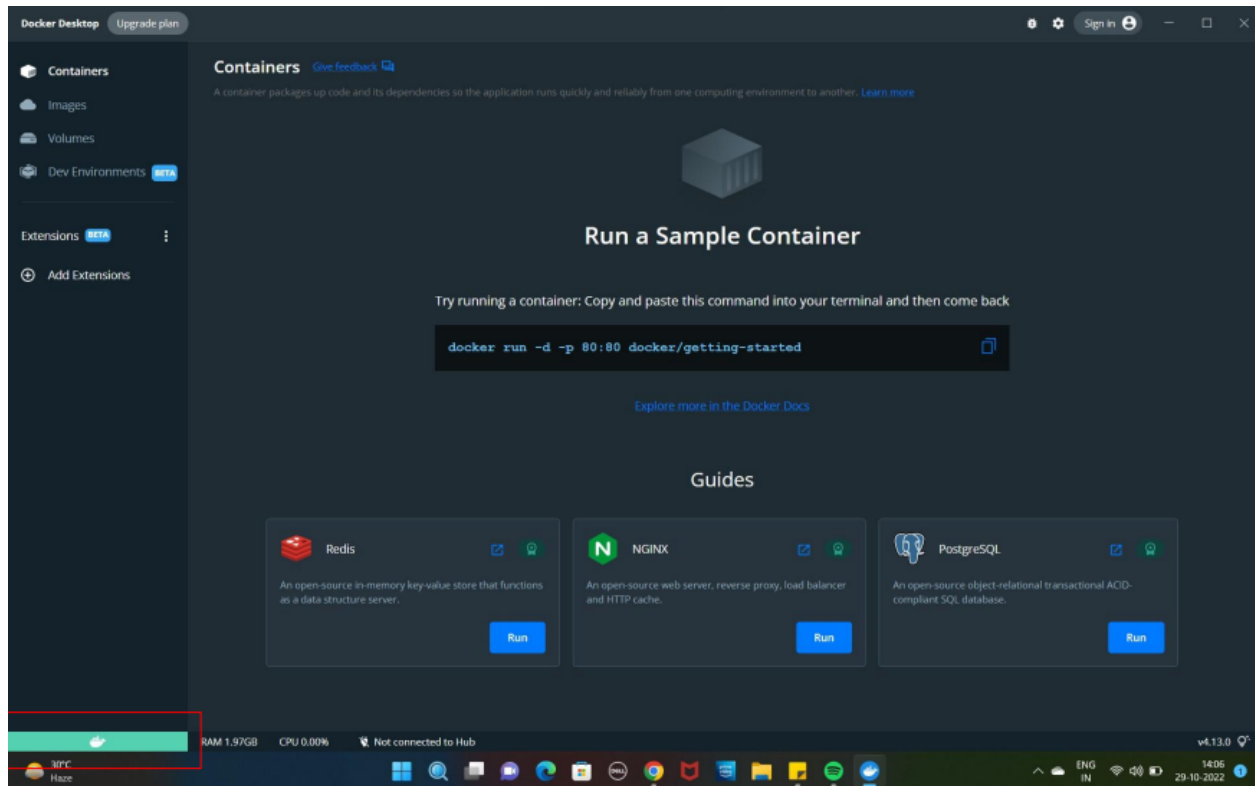 Docker Desktop Upgrade plan
Sign in
Containers
Images
Volumes
Dev Environments BETA
Extensions BETA
Add Extensions
Containers Give feedback
A container packages up code and its dependencies so the application runs quickly and reliably from one computing environment to another. Learn more
Run a Sample Container
Try running a container: Copy and paste this command into your terminal and then come back
docker run -d -p 80:80 docker/getting-started
Explore more in the Docker Docs
Guides
Redis
An open-source in-memory key-value store that functions
as a data structure server.
Run
NGINX
An open-source web server, reverse proxy, load balancer
and HTTP cache.
Run
PostgreSQL
An open-source object-relational transactional ACID-
compliant SQL database.
Run
RAM 1.97GB CPU 0.00% Not connected to Hub
v4.13.0
30°C
Haze
DELL
ENG
IN
14:06
29-10-2022
1